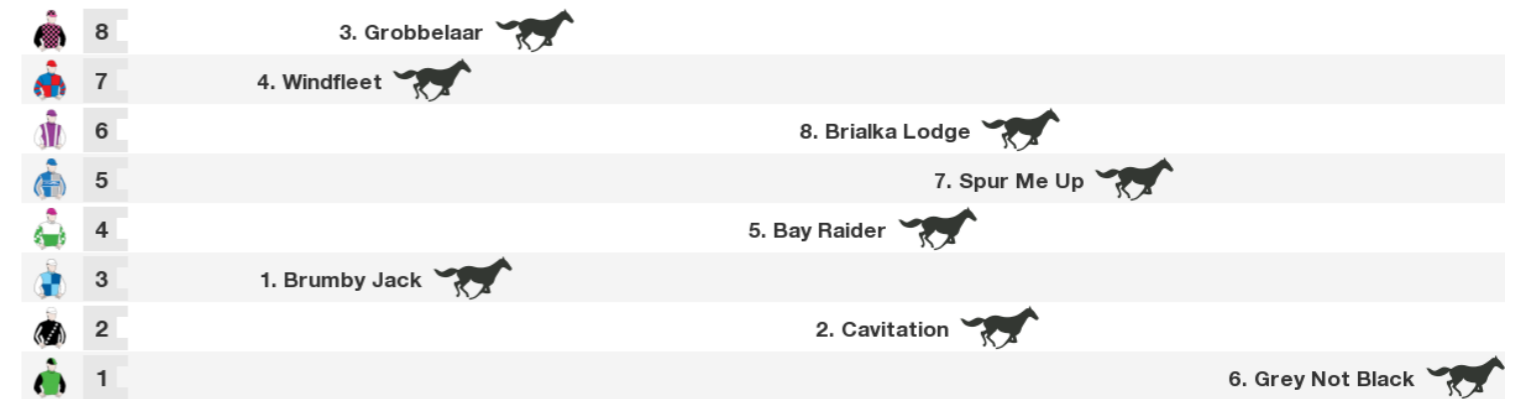 8 3. Grobbelaar
7 4. Windfleet
6 8. Brialka Lodge
5 7. Spur Me Up
4 5. Bay Raider
3 1. Brumby Jack
2 2. Cavitation
1 6. Grey Not Black